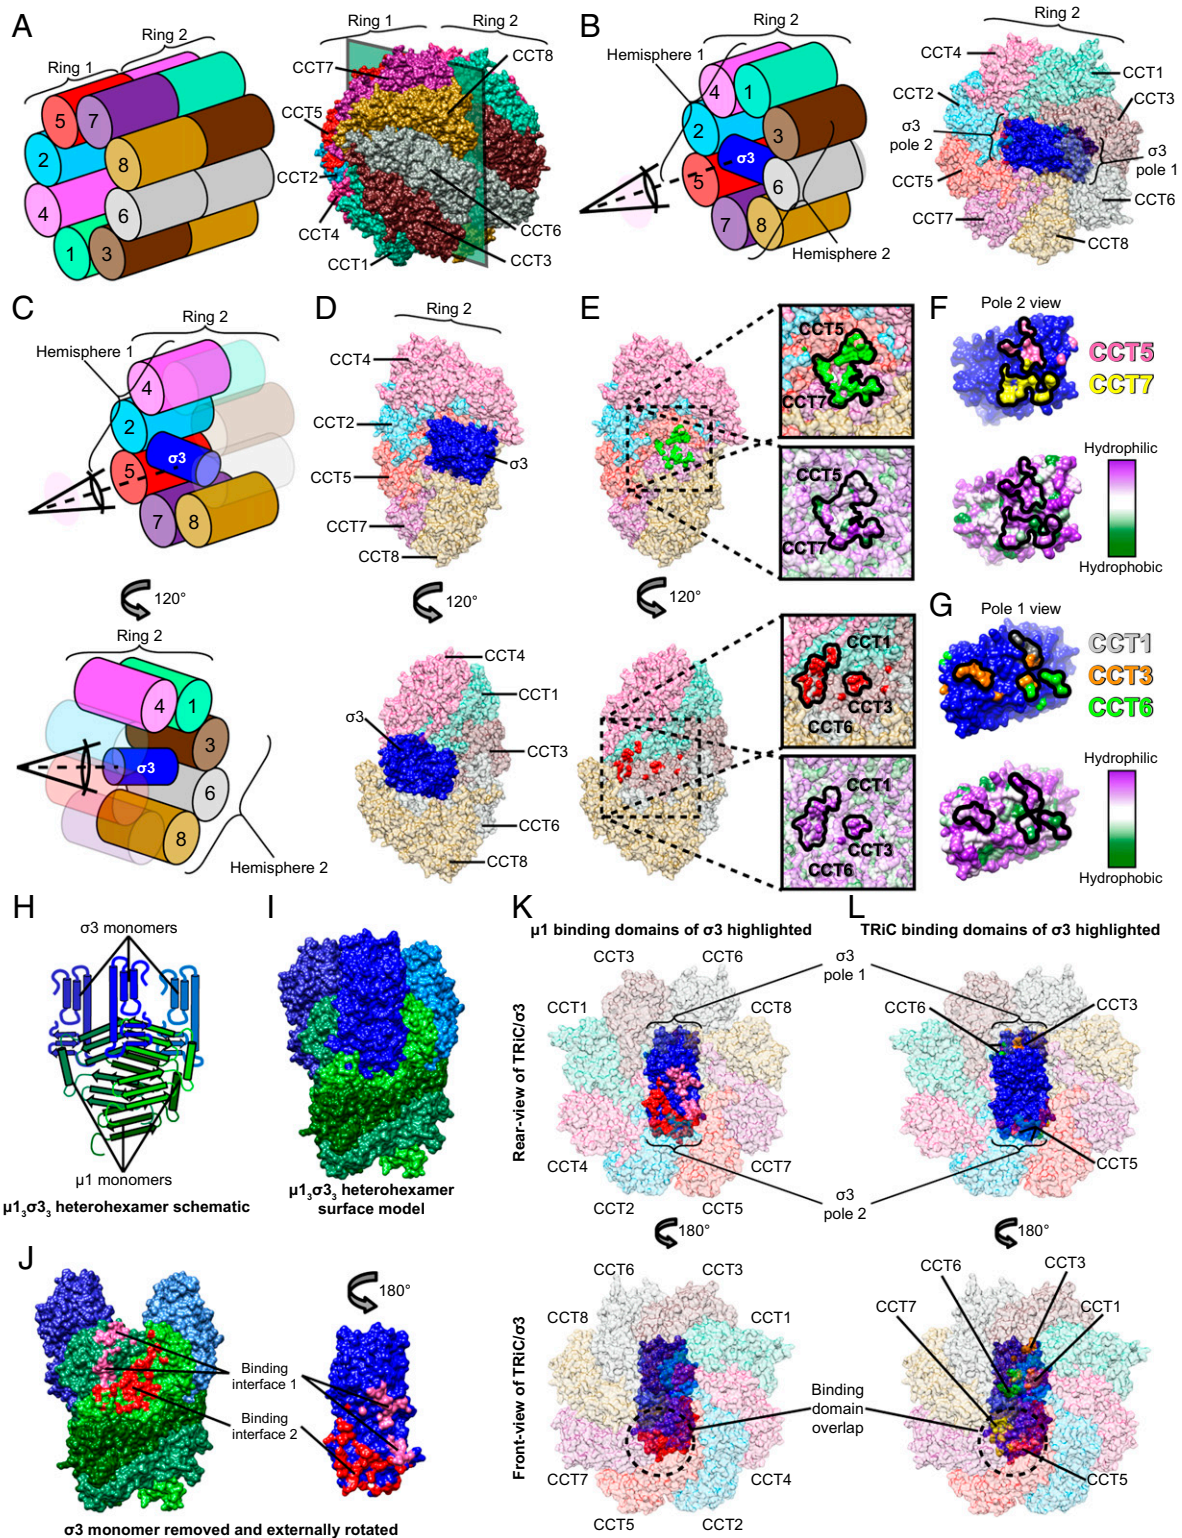 A
Ring 1
Ring 2
5
7
2
8
4
6
1
3
Ring 1
Ring 2
CCT7
CCT8
CCT5
CCT2
CCT4
CCT1
CCT6
CCT3
B
Ring 2
Hemisphere 1
4
1
2
3
σ3
5
6
7
8
Hemisphere 2
Ring 2
CCT4
CCT1
CCT2
CCT3
σ3
pole 2
σ3
pole 1
CCT5
CCT6
CCT7
CCT8
C
Ring 2
Hemisphere 1
4
2
σ3
5
7
8
120°
Ring 2
4
1
3
σ3
6
8
Hemisphere 2
D
Ring 2
CCT4
CCT2
σ3
CCT5
CCT7
CCT8
120°
CCT4
CCT1
σ3
CCT3
CCT6
CCT8
E
CCT5
CCT7
CCT5
CCT7
120°
CCT1
CCT3
CCT6
CCT1
CCT3
CCT6
F
Pole 2 view
CCT5
CCT7
Hydrophilic
Hydrophobic
G
Pole 1 view
CCT1
CCT3
CCT6
Hydrophilic
Hydrophobic
H
σ3 monomers
µ1 monomers
µ1₃σ3₃ heterohexamer schematic
I
µ1₃σ3₃ heterohexamer
surface model
J
180°
Binding
interface 1
Binding
interface 2
σ3 monomer removed and externally rotated
K
µ1 binding domains of σ3 highlighted
Rear-view of TRiC/σ3
CCT3
CCT6
σ3
pole 1
CCT1
CCT8
CCT4
CCT7
CCT2
CCT5
σ3
pole 2
180°
Front-view of TRiC/σ3
CCT6
CCT3
CCT8
CCT1
Binding
domain
overlap
CCT7
CCT4
CCT5
CCT2
L
TRiC binding domains of σ3 highlighted
CCT6
CCT3
CCT5
180°
CCT6
CCT3
CCT7
CCT1
CCT5